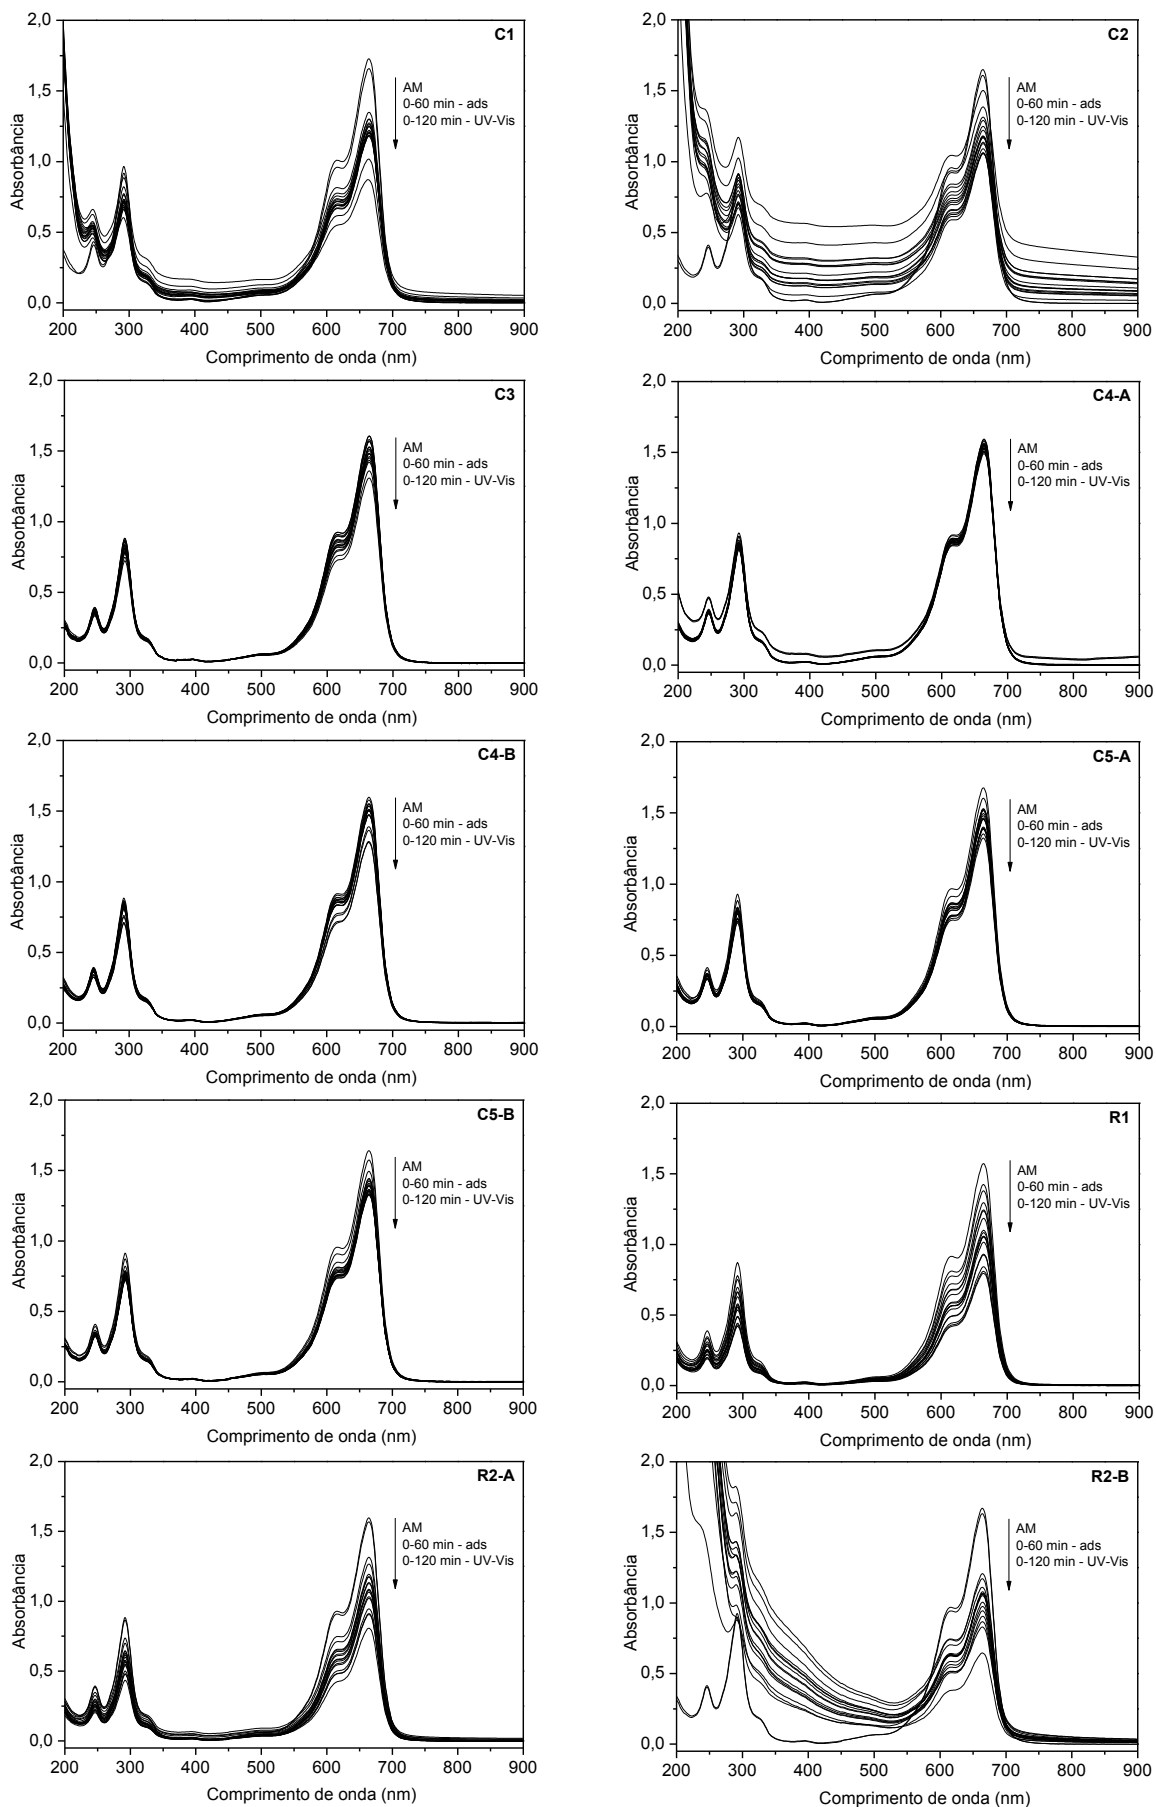 C1
AM
0-60 min - ads
0-120 min - UV-Vis
Absorbância
2,0
1,5
1,0
0,5
0,0
200 300 400 500 600 700 800 900
Comprimento de onda (nm)
C2
AM
0-60 min - ads
0-120 min - UV-Vis
Absorbância
2,0
1,5
1,0
0,5
0,0
200 300 400 500 600 700 800 900
Comprimento de onda (nm)
C3
AM
0-60 min - ads
0-120 min - UV-Vis
Absorbância
2,0
1,5
1,0
0,5
0,0
200 300 400 500 600 700 800 900
Comprimento de onda (nm)
C4-A
AM
0-60 min - ads
0-120 min - UV-Vis
Absorbância
2,0
1,5
1,0
0,5
0,0
200 300 400 500 600 700 800 900
Comprimento de onda (nm)
C4-B
AM
0-60 min - ads
0-120 min - UV-Vis
Absorbância
2,0
1,5
1,0
0,5
0,0
200 300 400 500 600 700 800 900
Comprimento de onda (nm)
C5-A
AM
0-60 min - ads
0-120 min - UV-Vis
Absorbância
2,0
1,5
1,0
0,5
0,0
200 300 400 500 600 700 800 900
Comprimento de onda (nm)
C5-B
AM
0-60 min - ads
0-120 min - UV-Vis
Absorbância
2,0
1,5
1,0
0,5
0,0
200 300 400 500 600 700 800 900
Comprimento de onda (nm)
R1
AM
0-60 min - ads
0-120 min - UV-Vis
Absorbância
2,0
1,5
1,0
0,5
0,0
200 300 400 500 600 700 800 900
Comprimento de onda (nm)
R2-A
AM
0-60 min - ads
0-120 min - UV-Vis
Absorbância
2,0
1,5
1,0
0,5
0,0
200 300 400 500 600 700 800 900
Comprimento de onda (nm)
R2-B
AM
0-60 min - ads
0-120 min - UV-Vis
Absorbância
2,0
1,5
1,0
0,5
0,0
200 300 400 500 600 700 800 900
Comprimento de onda (nm)